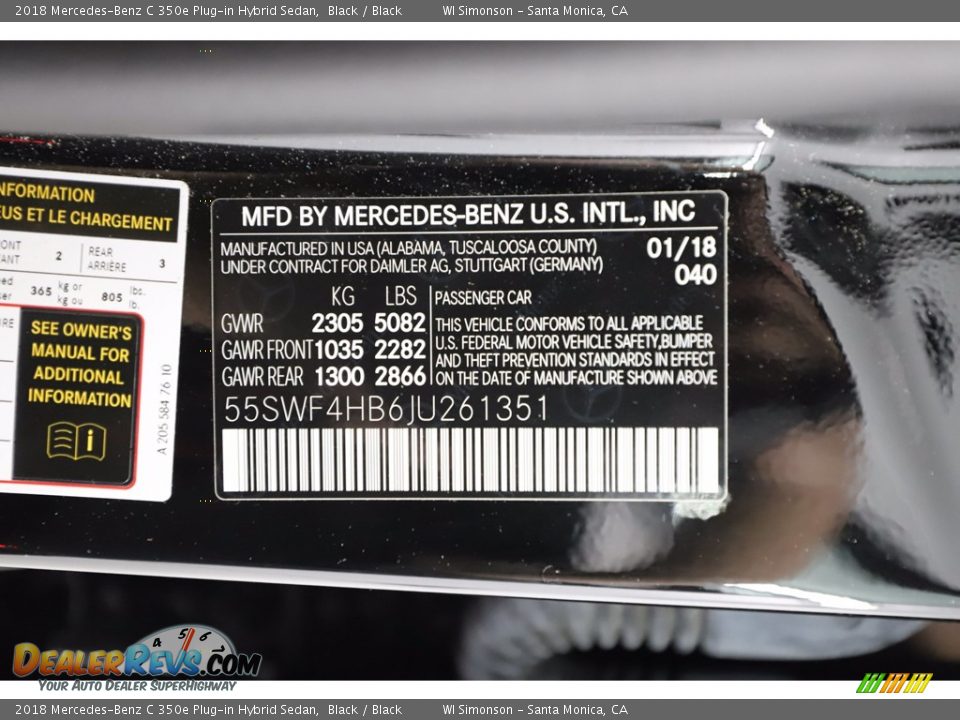 2018 Mercedes-Benz C 350e Plug-in Hybrid Sedan, Black / Black WI Simonson - Santa Monica, CA
NFORMATION
EUS ET LE CHARGEMENT
2
REAR
ARRIÈRE
3
365
kg or
kg ou
805
lbs.
lb.
SEE OWNER'S
MANUAL FOR
ADDITIONAL
INFORMATION
A 205 584 76 10
MFD BY MERCEDES-BENZ U.S. INTL., INC
MANUFACTURED IN USA (ALABAMA, TUSCALOOSA COUNTY)
UNDER CONTRACT FOR DAIMLER AG, STUTTGART (GERMANY)
01/18
040
KG LBS
GVWR 2305 5082
GAWR FRONT 1035 2282
GAWR REAR 1300 2866
PASSENGER CAR
THIS VEHICLE CONFORMS TO ALL APPLICABLE
U.S. FEDERAL MOTOR VEHICLE SAFETY,BUMPER
AND THEFT PREVENTION STANDARDS IN EFFECT
ON THE DATE OF MANUFACTURE SHOWN ABOVE
55SWF4HB6JU261351
4 5 6
DEALERREVS.COM
YOUR AUTO DEALER SUPERHIGHWAY
2018 Mercedes-Benz C 350e Plug-in Hybrid Sedan, Black / Black WI Simonson - Santa Monica, CA